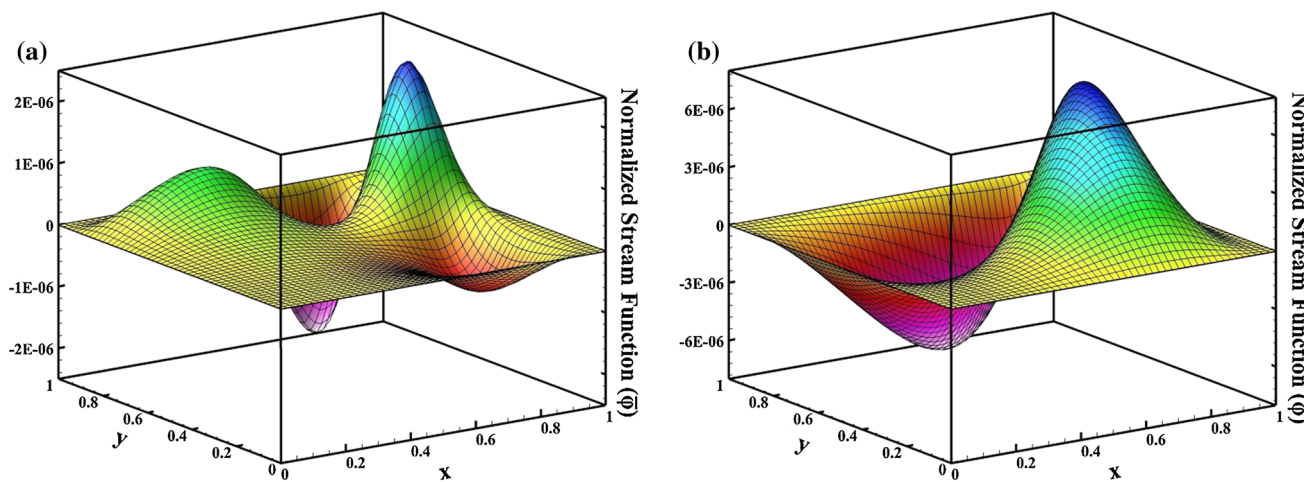 (a)
2E-06
1E-06
0
-1E-06
-2E-06
1
0.8
0.6
0.4
0.2
0
y
0
0.2
0.4
0.6
0.8
1
x
Normalized Stream Function (φ̅)
(b)
6E-06
3E-06
0
-3E-06
-6E-06
1
0.8
0.6
0.4
0.2
0
y
0
0.2
0.4
0.6
0.8
1
x
Normalized Stream Function (φ)